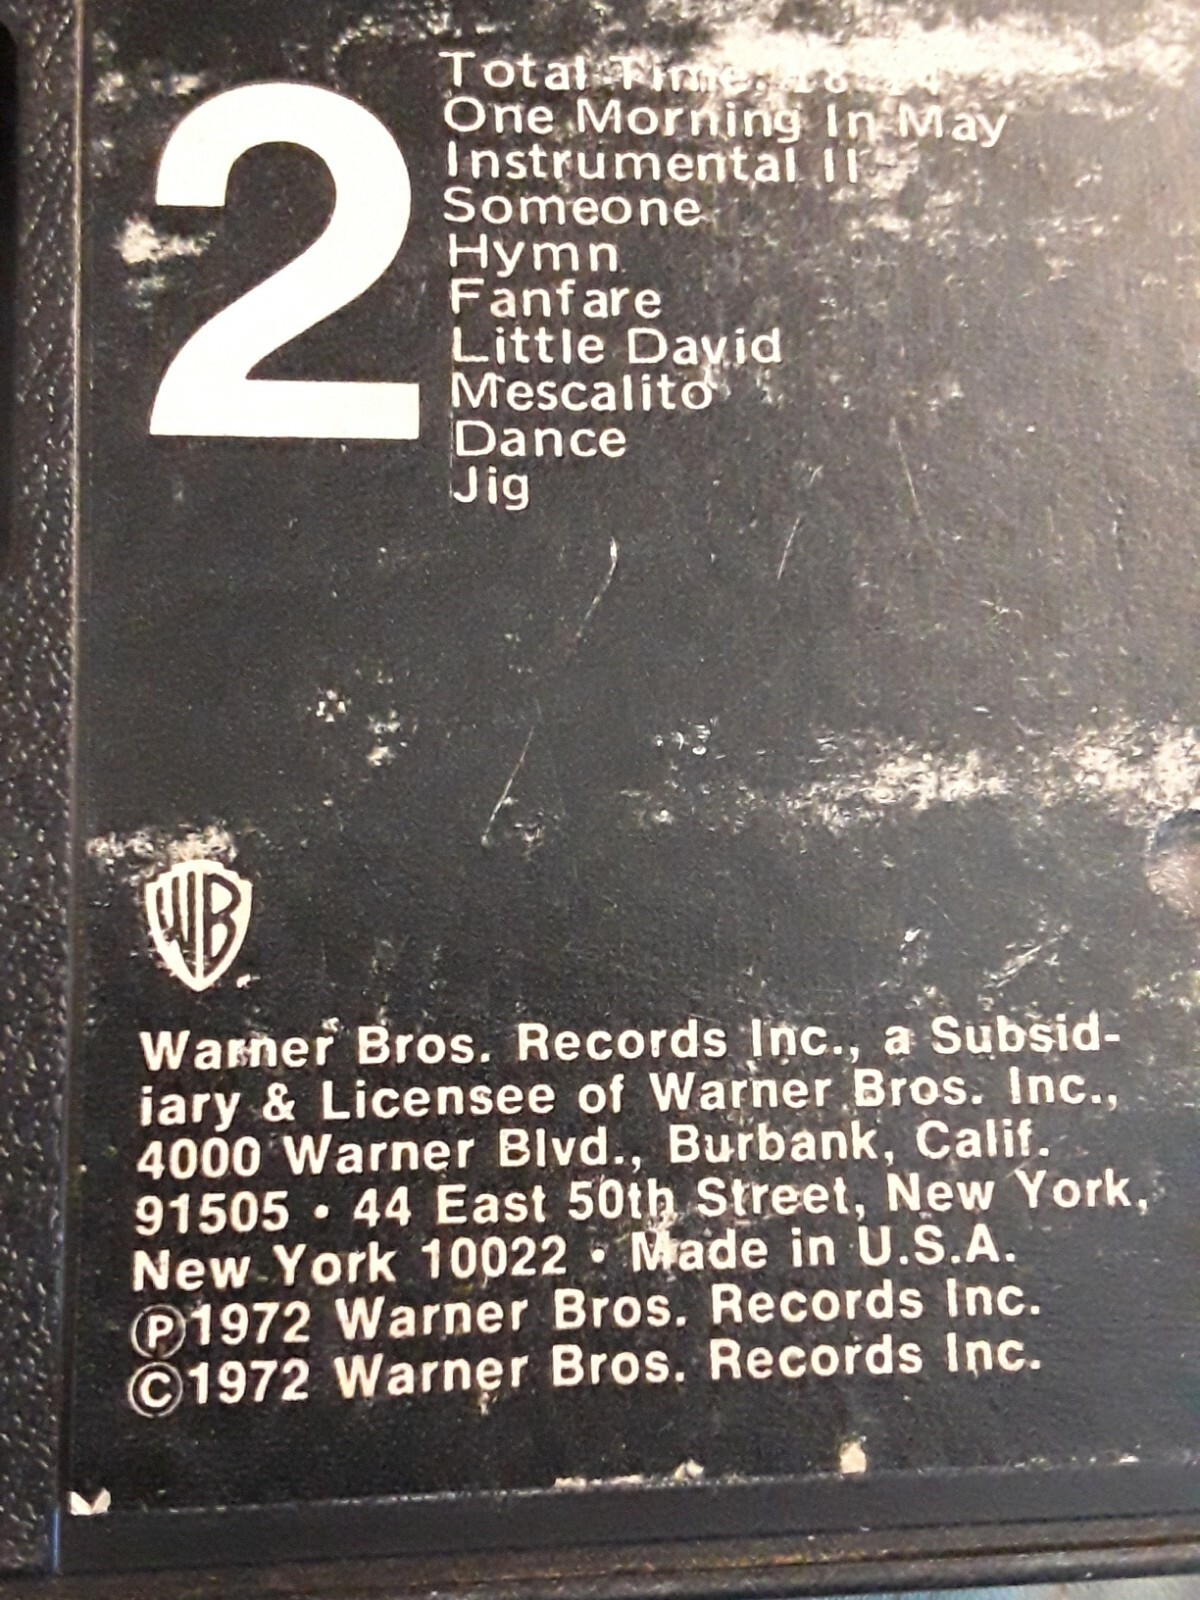 2
Total Time:
One Morning In May
Instrumental II
Someone
Hymn
Fanfare
Little David
Mescalito
Dance
Jig
WB
Warner Bros. Records Inc., a Subsid-
iary & Licensee of Warner Bros. Inc.,
4000 Warner Blvd., Burbank, Calif.
91505 • 44 East 50th Street, New York,
New York 10022 • Made in U.S.A.
Ⓟ1972 Warner Bros. Records Inc.
©1972 Warner Bros. Records Inc.